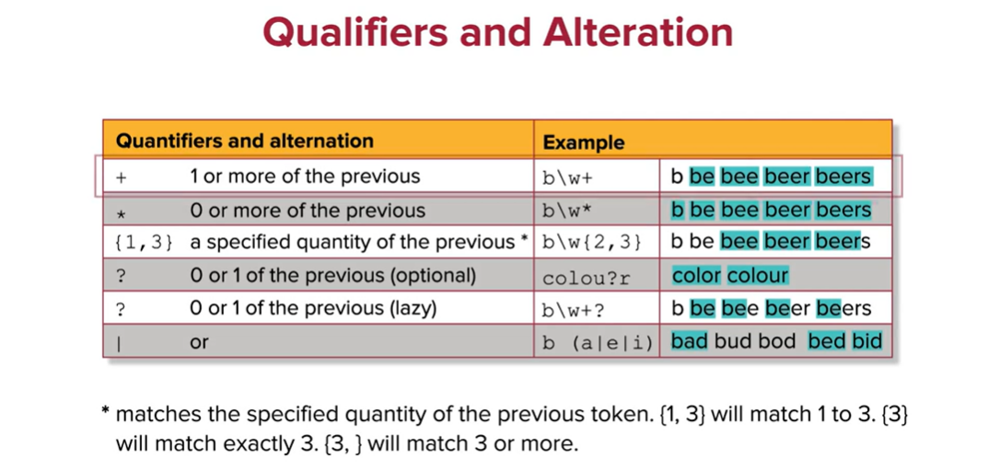 Qualifiers and Alteration
Quantifiers and alternation Example
+ 1 or more of the previous b\w+ b be bee beer beers
* 0 or more of the previous b\w* b be bee beer beers
{1,3} a specified quantity of the previous * b\w{2,3} b be bee beer beers
? 0 or 1 of the previous (optional) colou?r color colour
? 0 or 1 of the previous (lazy) b\w+? b be bee beer beers
| or b (a|e|i) bad bud bod bed bid
* matches the specified quantity of the previous token. {1, 3} will match 1 to 3. {3}
will match exactly 3. {3, } will match 3 or more.